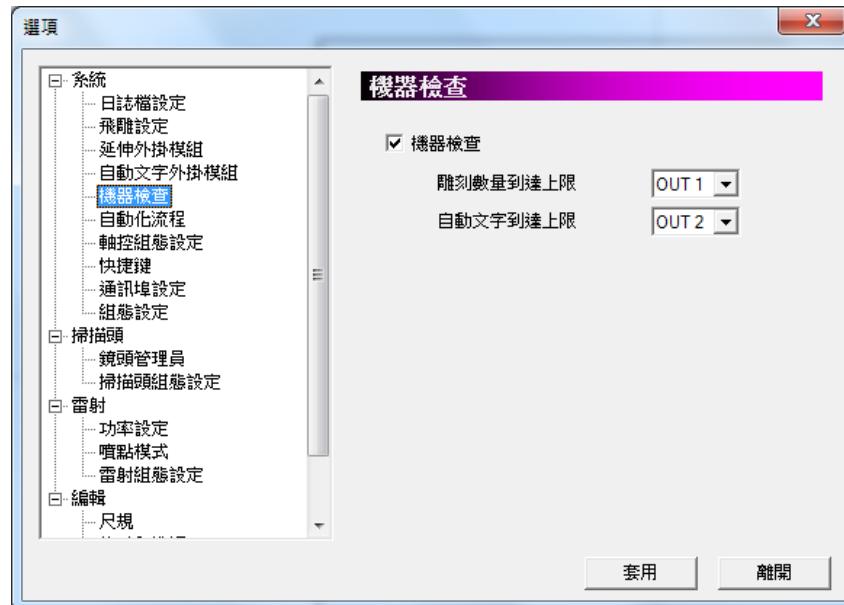 選項
系統
日誌檔設定
飛雕設定
延伸外掛模組
自動文字外掛模組
機器檢查
自動化流程
軸控組態設定
快捷鍵
通訊埠設定
組態設定
掃描頭
鏡頭管理員
掃描頭組態設定
雷射
功率設定
噴點模式
雷射組態設定
編輯
尺規
機器檢查
機器檢查
雕刻數量到達上限 OUT 1
自動文字到達上限 OUT 2
套用 離開